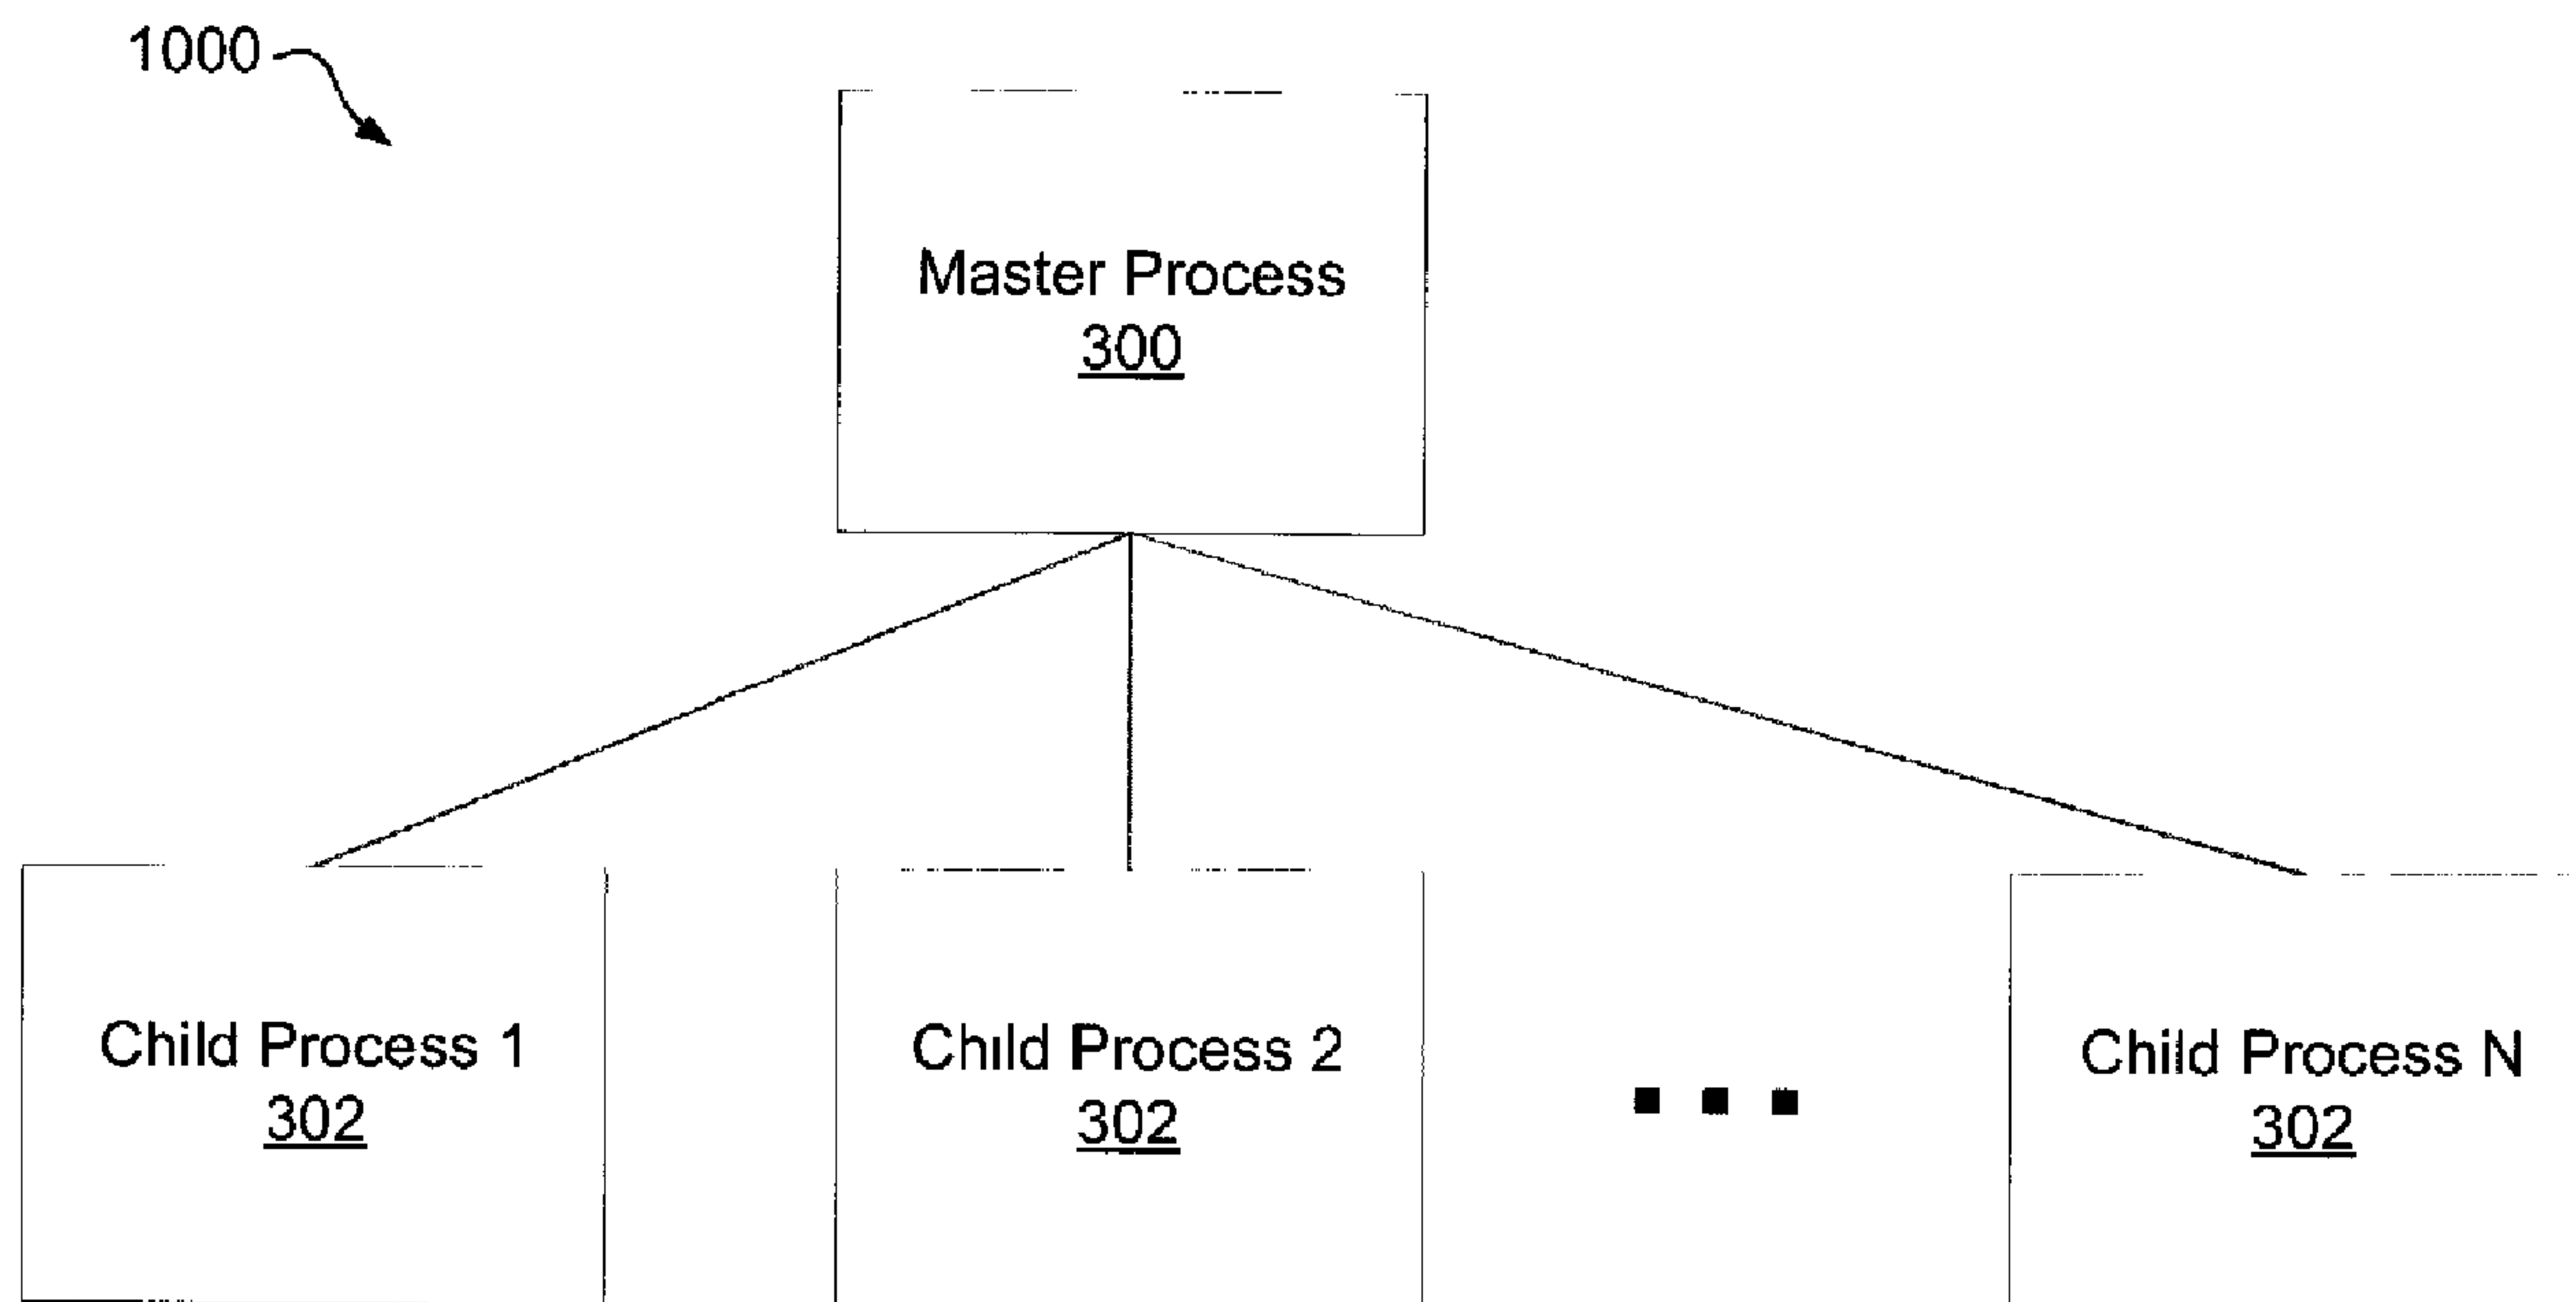 1000
Master Process
300
Child Process 1
302
Child Process 2
302
Child Process N
302